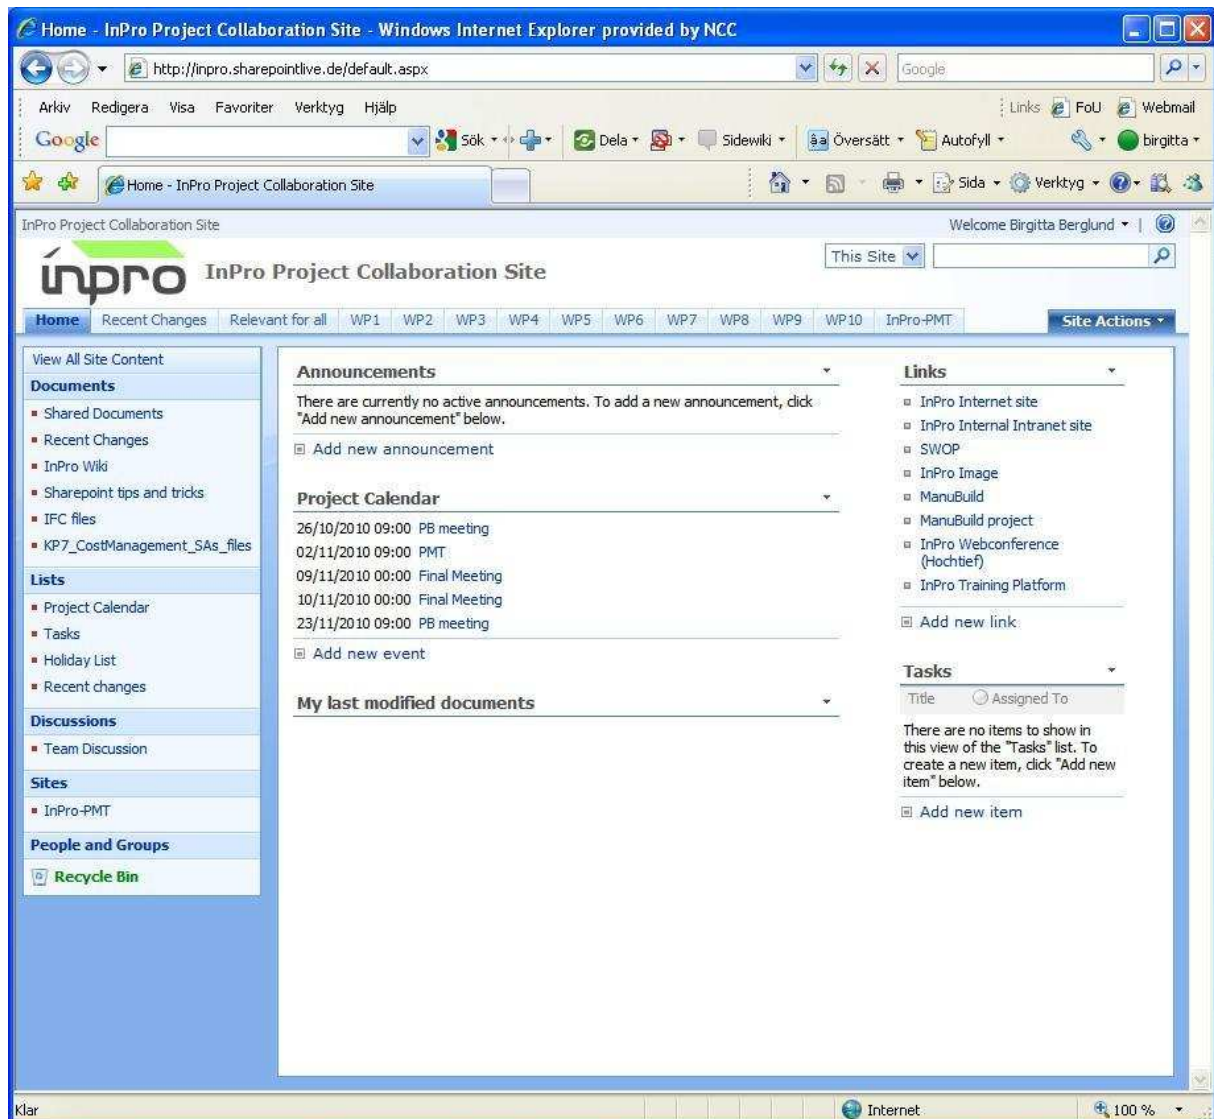 Home - InPro Project Collaboration Site - Windows Internet Explorer provided by NCC
http://inpro.sharepointlive.de/default.aspx
Google
Arkiv Redigera Visa Favoriter Verktyg Hjälp
Links FoU Webmail
Google Sök Dela Sidewiki Översätt Autofyll birgitta
Home - InPro Project Collaboration Site
Sida Verktyg
InPro Project Collaboration Site
Welcome Birgitta Berglund
inpro InPro Project Collaboration Site
This Site
Home Recent Changes Relevant for all WP1 WP2 WP3 WP4 WP5 WP6 WP7 WP8 WP9 WP10 InPro-PMT
Site Actions
View All Site Content
Documents
Shared Documents
Recent Changes
InPro Wiki
Sharepoint tips and tricks
IFC files
KP7_CostManagement_SAs_files
Lists
Project Calendar
Tasks
Holiday List
Recent changes
Discussions
Team Discussion
Sites
InPro-PMT
People and Groups
Recycle Bin
Announcements
There are currently no active announcements. To add a new announcement, click
"Add new announcement" below.
Add new announcement
Project Calendar
26/10/2010 09:00 PB meeting
02/11/2010 09:00 PMT
09/11/2010 00:00 Final Meeting
10/11/2010 00:00 Final Meeting
23/11/2010 09:00 PB meeting
Add new event
My last modified documents
Links
InPro Internet site
InPro Internal Intranet site
SWOP
InPro Image
ManuBuild
ManuBuild project
InPro Webconference
(Hochtief)
InPro Training Platform
Add new link
Tasks
Title Assigned To
There are no items to show in
this view of the "Tasks" list. To
create a new item, click "Add new
item" below.
Add new item
Klar
Internet
100 %